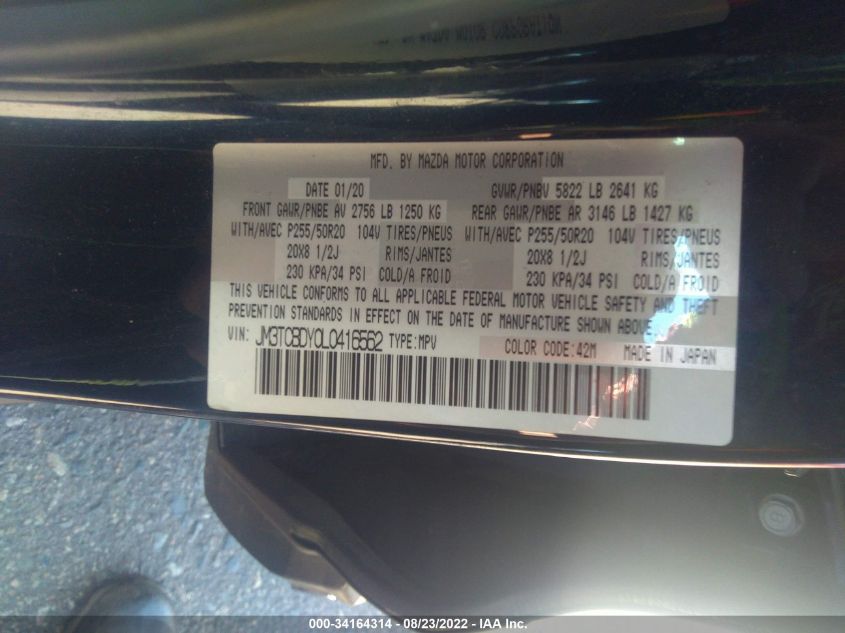 MFD. BY MAZDA MOTOR CORPORATION
DATE 01/20 GVWR/PNBV 5822 LB 2641 KG
FRONT GAWR/PNBE AV 2756 LB 1250 KG REAR GAWR/PNBE AR 3146 LB 1427 KG
WITH/AVEC P255/50R20 104V TIRES/PNEUS WITH/AVEC P255/50R20 104V TIRES/PNEUS
20X8 1/2J RIMS/JANTES 20X8 1/2J RIMS/JANTES
230 KPA/34 PSI COLD/A FROID 230 KPA/34 PSI COLD/A FROID
THIS VEHICLE CONFORMS TO ALL APPLICABLE FEDERAL MOTOR VEHICLE SAFETY AND THEFT
PREVENTION STANDARDS IN EFFECT ON THE DATE OF MANUFACTURE SHOWN ABOVE.
VIN: JM3TCBDY0L0416562 TYPE:MPV COLOR CODE:42M MADE IN JAPAN
000-34164314 - 08/23/2022 - IAA Inc.